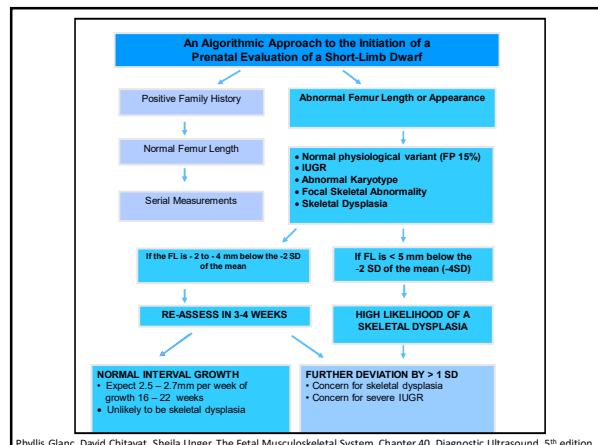 An Algorithmic Approach to the Initiation of a
Prenatal Evaluation of a Short-Limb Dwarf
Positive Family History
Abnormal Femur Length or Appearance
Normal Femur Length
• Normal physiological variant (FP 15%)
• IUGR
• Abnormal Karyotype
• Focal Skeletal Abnormality
• Skeletal Dysplasia
Serial Measurements
If the FL is - 2 to - 4 mm below the -2 SD
of the mean
If FL is < 5 mm below the
-2 SD of the mean (-4SD)
RE-ASSESS IN 3-4 WEEKS
HIGH LIKELIHOOD OF A
SKELETAL DYSPLASIA
NORMAL INTERVAL GROWTH
• Expect 2.5 – 2.7mm per week of
growth 16 – 22 weeks
• Unlikely to be skeletal dysplasia
FURTHER DEVIATION BY > 1 SD
• Concern for skeletal dysplasia
• Concern for severe IUGR
Phyllis Glanc, David Chitayat, Sheila Unger. The Fetal Musculoskeletal System. Chapter 40. Diagnostic Ultrasound. 5th edition